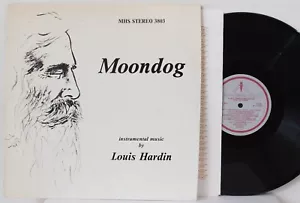 MHS STEREO 3803
Moondog
instrumental music
by
Louis Hardin